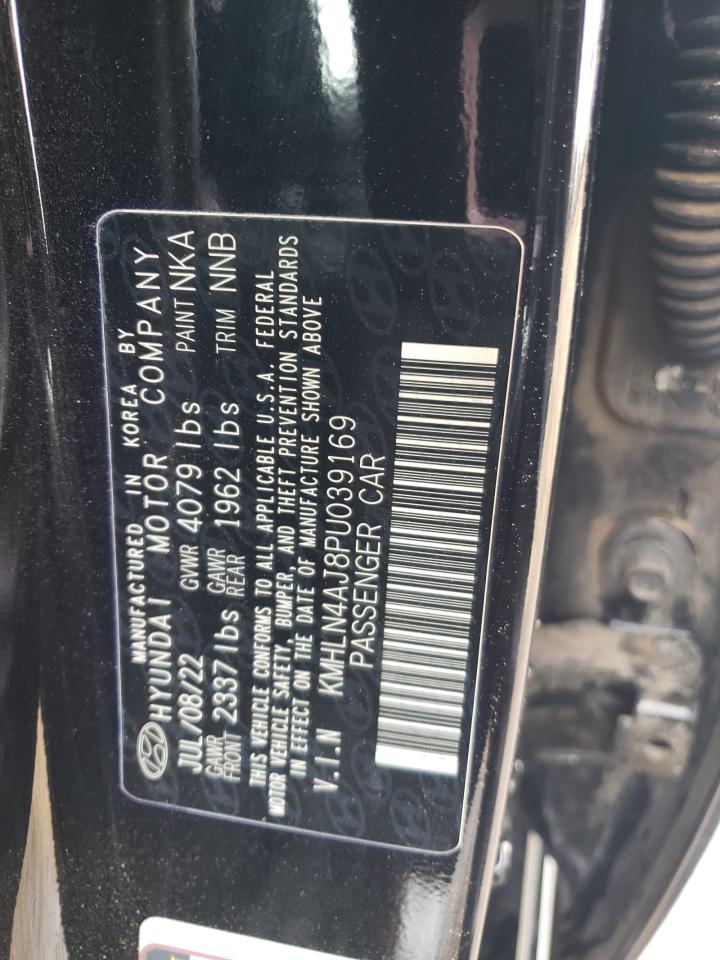 MANUFACTURED IN KOREA BY
HYUNDAI MOTOR COMPANY
JUL/08/22 GVWR 4079 lbs PAINT NKA
GAWR FRONT 2337 lbs GAWR REAR 1962 lbs TRIM NNB
THIS VEHICLE CONFORMS TO ALL APPLICABLE U.S.A. FEDERAL
MOTOR VEHICLE SAFETY, BUMPER, AND THEFT PREVENTION STANDARDS
IN EFFECT ON THE DATE OF MANUFACTURE SHOWN ABOVE
V.I.N KMHLN4AJ8PU039169
PASSENGER CAR